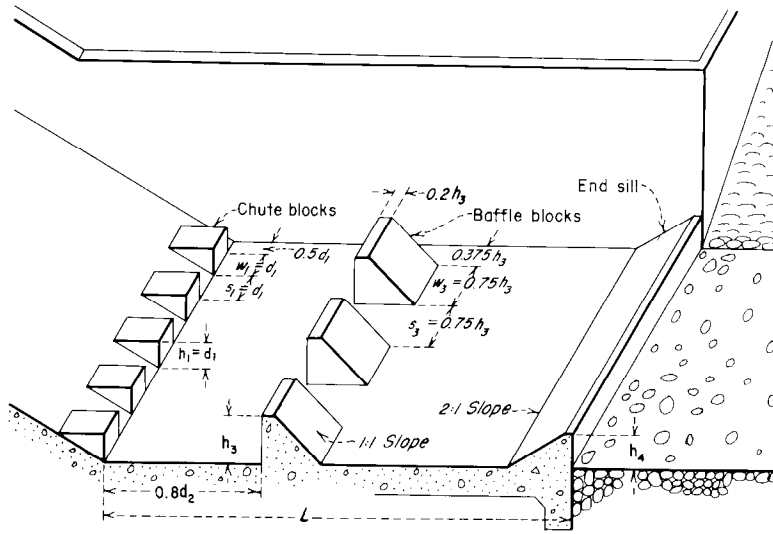 0.2h₃
End sill
Chute blocks
Baffle blocks
0.5d₁
0.375h₃
w₁=d₁
w₃=0.75h₃
s₁=d₁
s₃=0.75h₃
h₁=d₁
2:1 Slope
1:1 Slope
h₃
h₄
0.8d₂
L